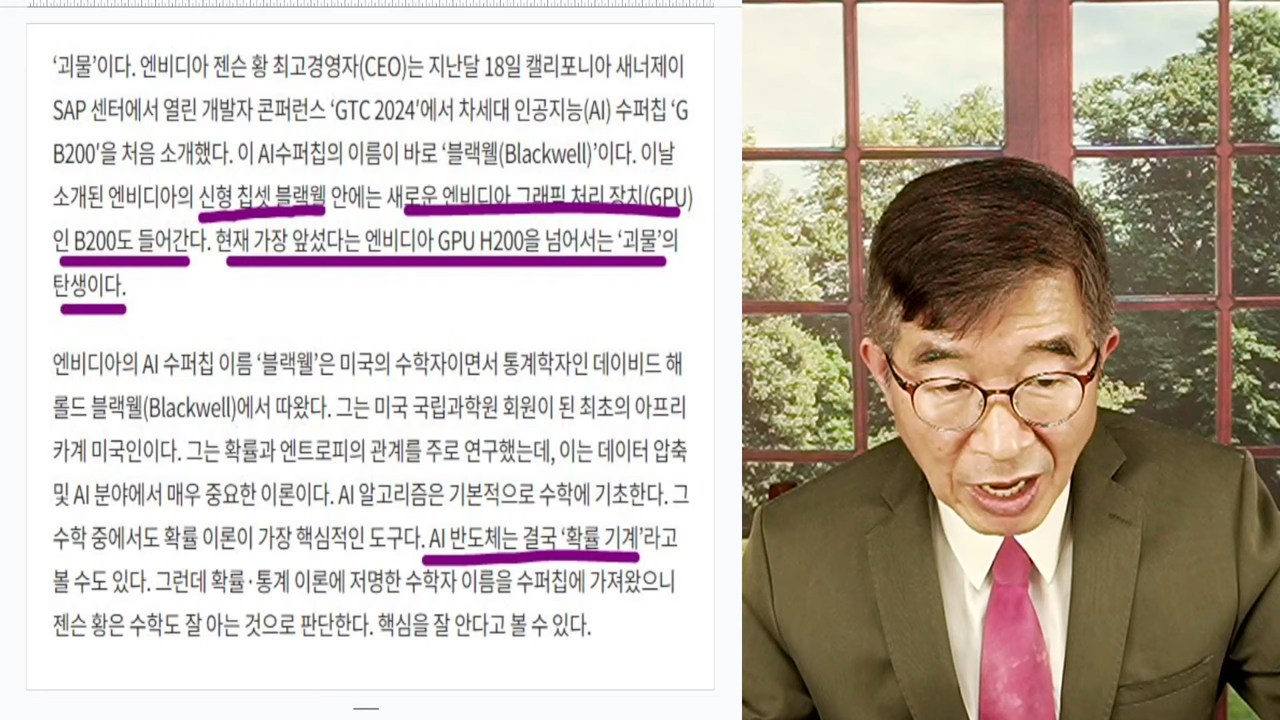 ‘괴물’이다. 엔비디아 젠슨 황 최고경영자(CEO)는 지난달 18일 캘리포니아 새너제이
SAP 센터에서 열린 개발자 콘퍼런스 ‘GTC 2024’에서 차세대 인공지능(AI) 수퍼칩 ‘G
B200’을 처음 소개했다. 이 AI수퍼칩의 이름이 바로 ‘블랙웰(Blackwell)’이다. 이날
소개된 엔비디아의 신형 칩셋 블랙웰 안에는 새로운 엔비디아 그래픽 처리 장치(GPU)
인 B200도 들어간다. 현재 가장 앞섰다는 엔비디아 GPU H200을 넘어서는 ‘괴물’의
탄생이다.
엔비디아의 AI 수퍼칩 이름 ‘블랙웰’은 미국의 수학자이면서 통계학자인 데이비드 해
롤드 블랙웰(Blackwell)에서 따왔다. 그는 미국 국립과학원 회원이 된 최초의 아프리
카계 미국인이다. 그는 확률과 엔트로피의 관계를 주로 연구했는데, 이는 데이터 압축
및 AI 분야에서 매우 중요한 이론이다. AI 알고리즘은 기본적으로 수학에 기초한다. 그
수학 중에서도 확률 이론이 가장 핵심적인 도구다. AI 반도체는 결국 ‘확률 기계’라고
볼 수도 있다. 그런데 확률·통계 이론에 저명한 수학자 이름을 수퍼칩에 가져왔으니
젠슨 황은 수학도 잘 아는 것으로 판단한다. 핵심을 잘 안다고 볼 수 있다.